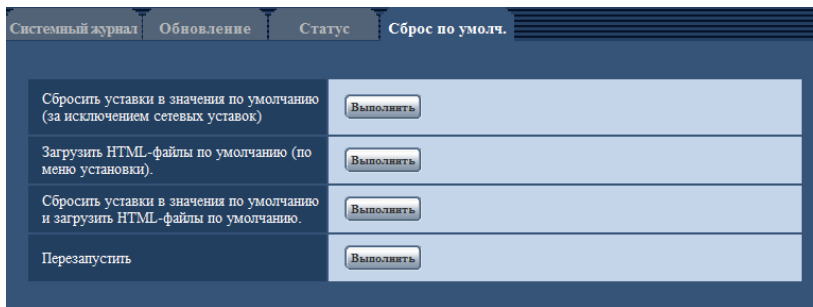 Системный журнал Обновление Статус Сброс по умолч.
Сбросить уставки в значения по умолчанию
(за исключением сетевых уставок)
Выполнить
Загрузить HTML-файлы по умолчанию (по
меню установки).
Выполнить
Сбросить уставки в значения по умолчанию
и загрузить HTML-файлы по умолчанию.
Выполнить
Перезапустить
Выполнить